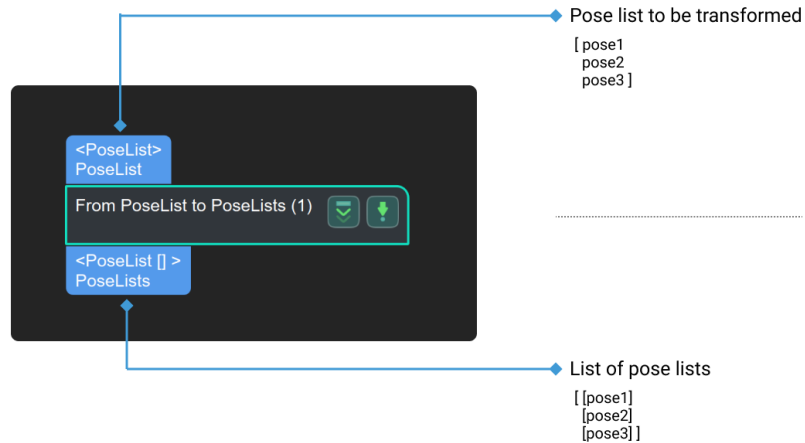 Pose list to be transformed
[ pose1
pose2
pose3 ]
<PoseList>
PoseList
From PoseList to PoseLists (1)
<PoseList [] >
PoseLists
List of pose lists
[ [pose1]
[pose2]
[pose3] ]